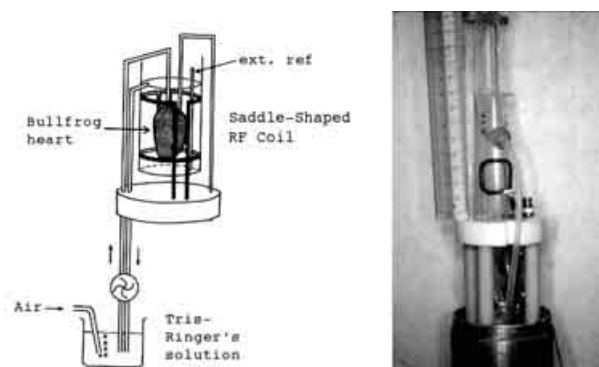 ext. ref
Bullfrog
heart
Saddle-Shaped
RF Coil
Air
Tris-
Ringer's
solution